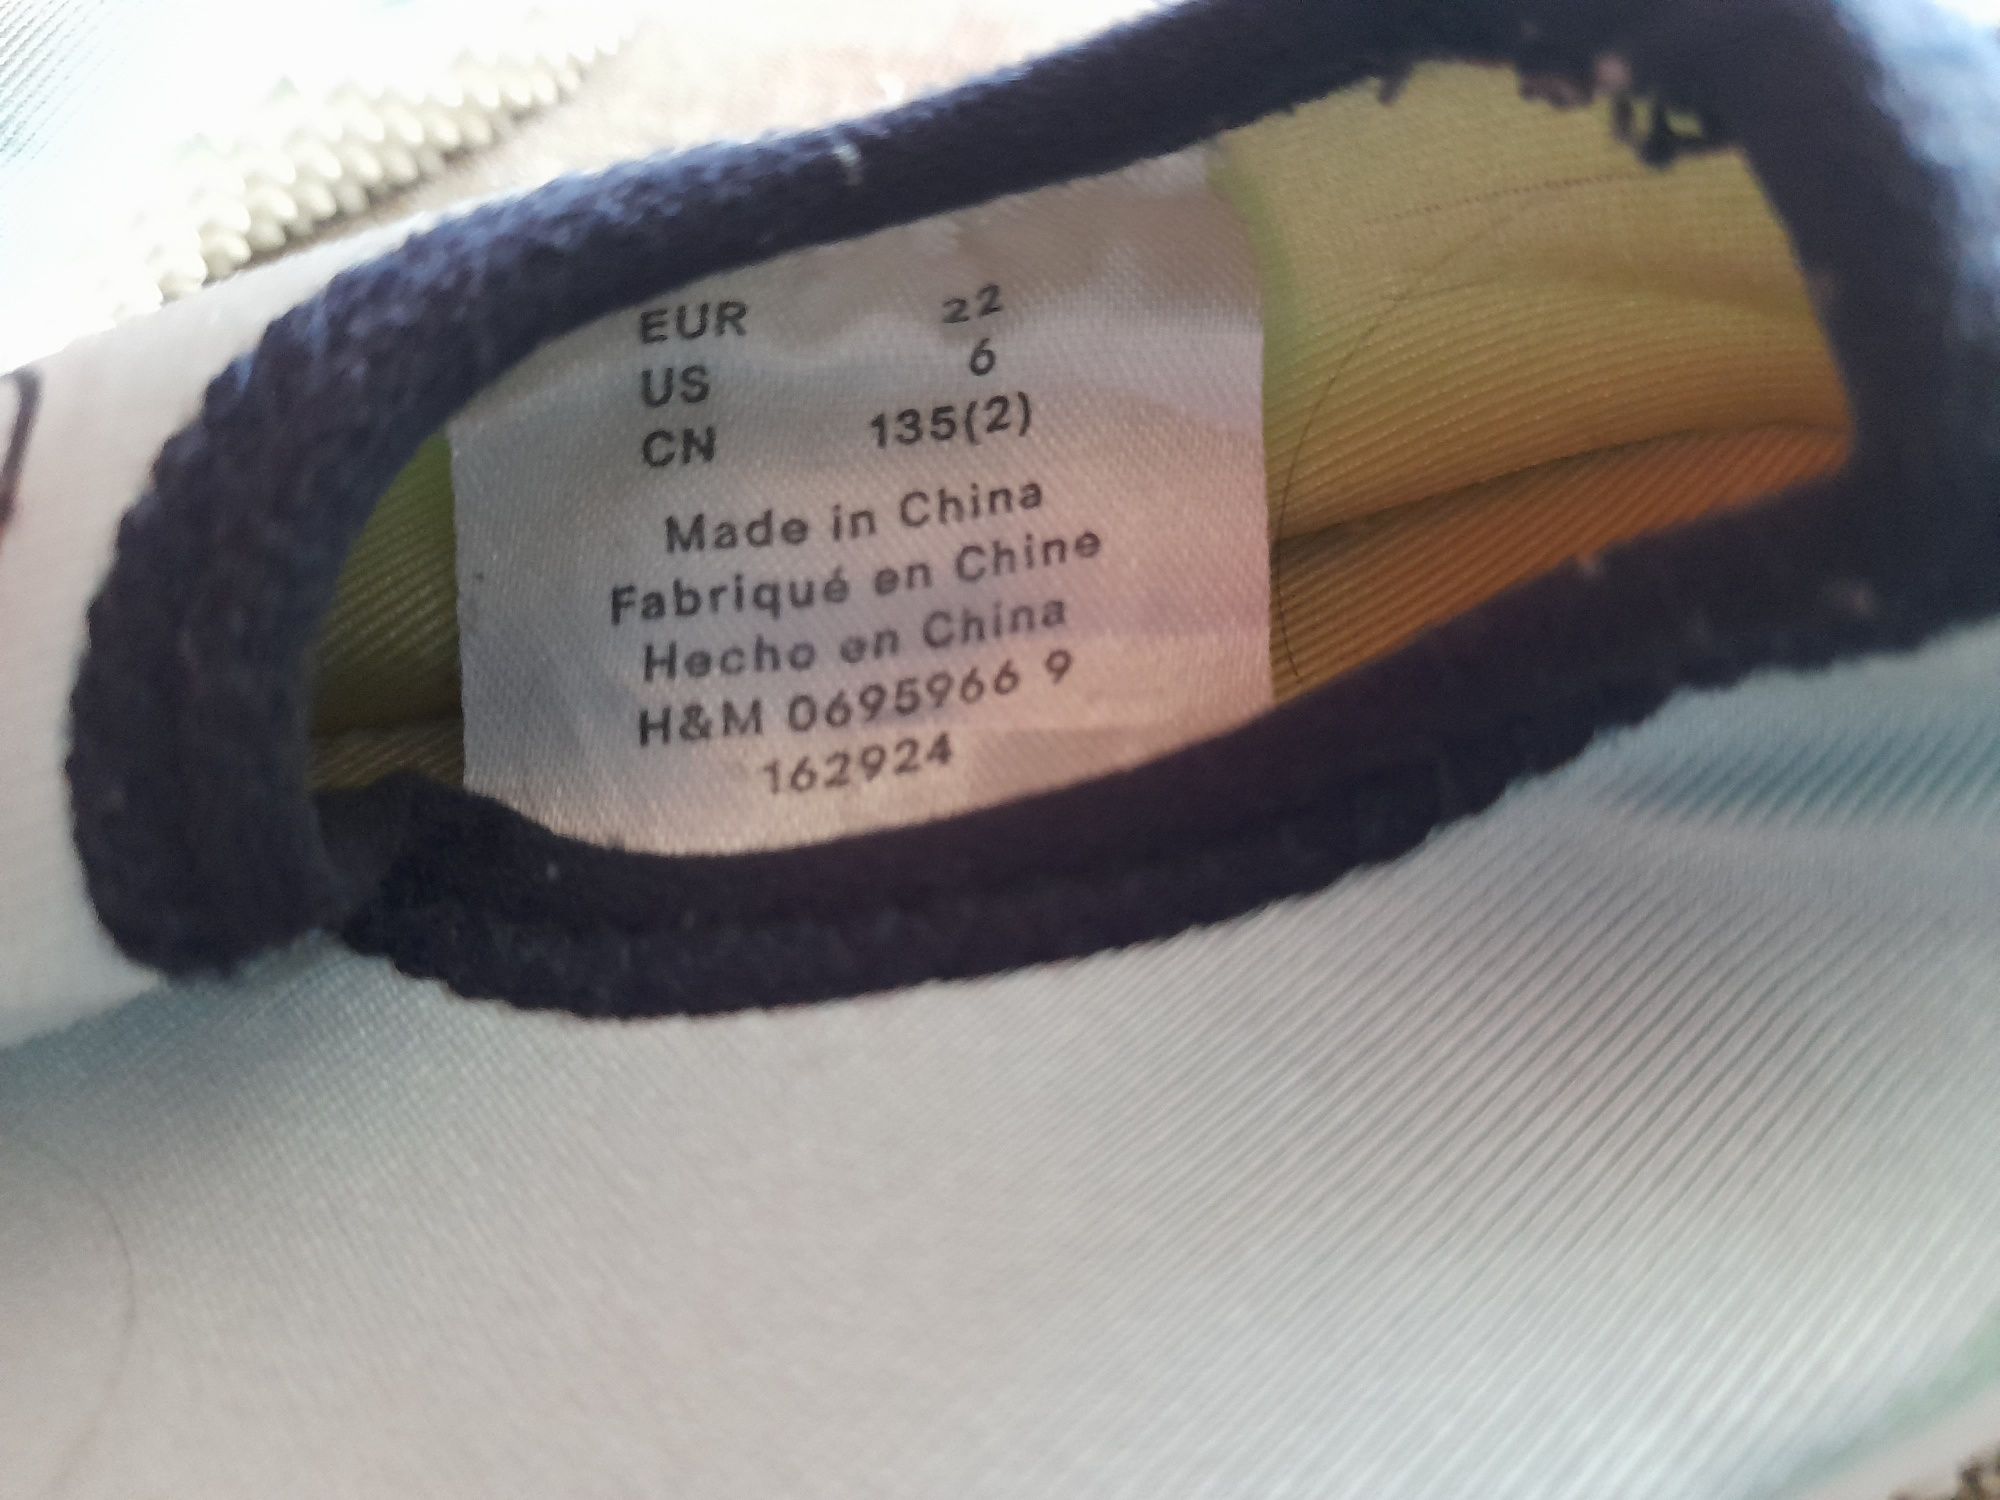 EUR 22
US 6
CN 135(2)
Made in China
Fabriqué en Chine
Hecho en China
H&M 0695966 9
162924